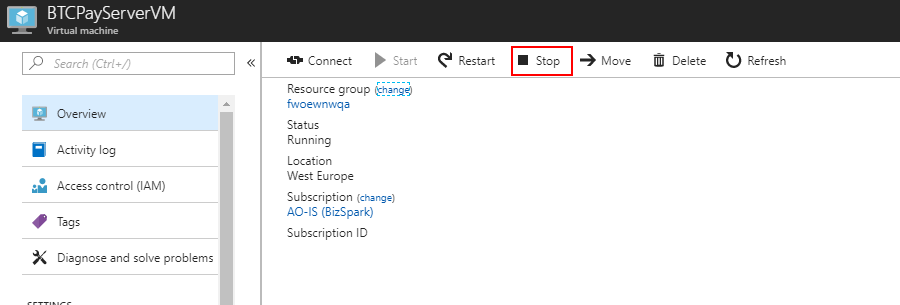 BTCPayServerVM
Virtual machine
Search (Ctrl+/)
«
Connect
Start
Restart
Stop
Move
Delete
Refresh
Overview
Activity log
Access control (IAM)
Tags
Diagnose and solve problems
SETTINGS
Resource group (change)
fwoewnwqa
Status
Running
Location
West Europe
Subscription (change)
AO-IS (BizSpark)
Subscription ID